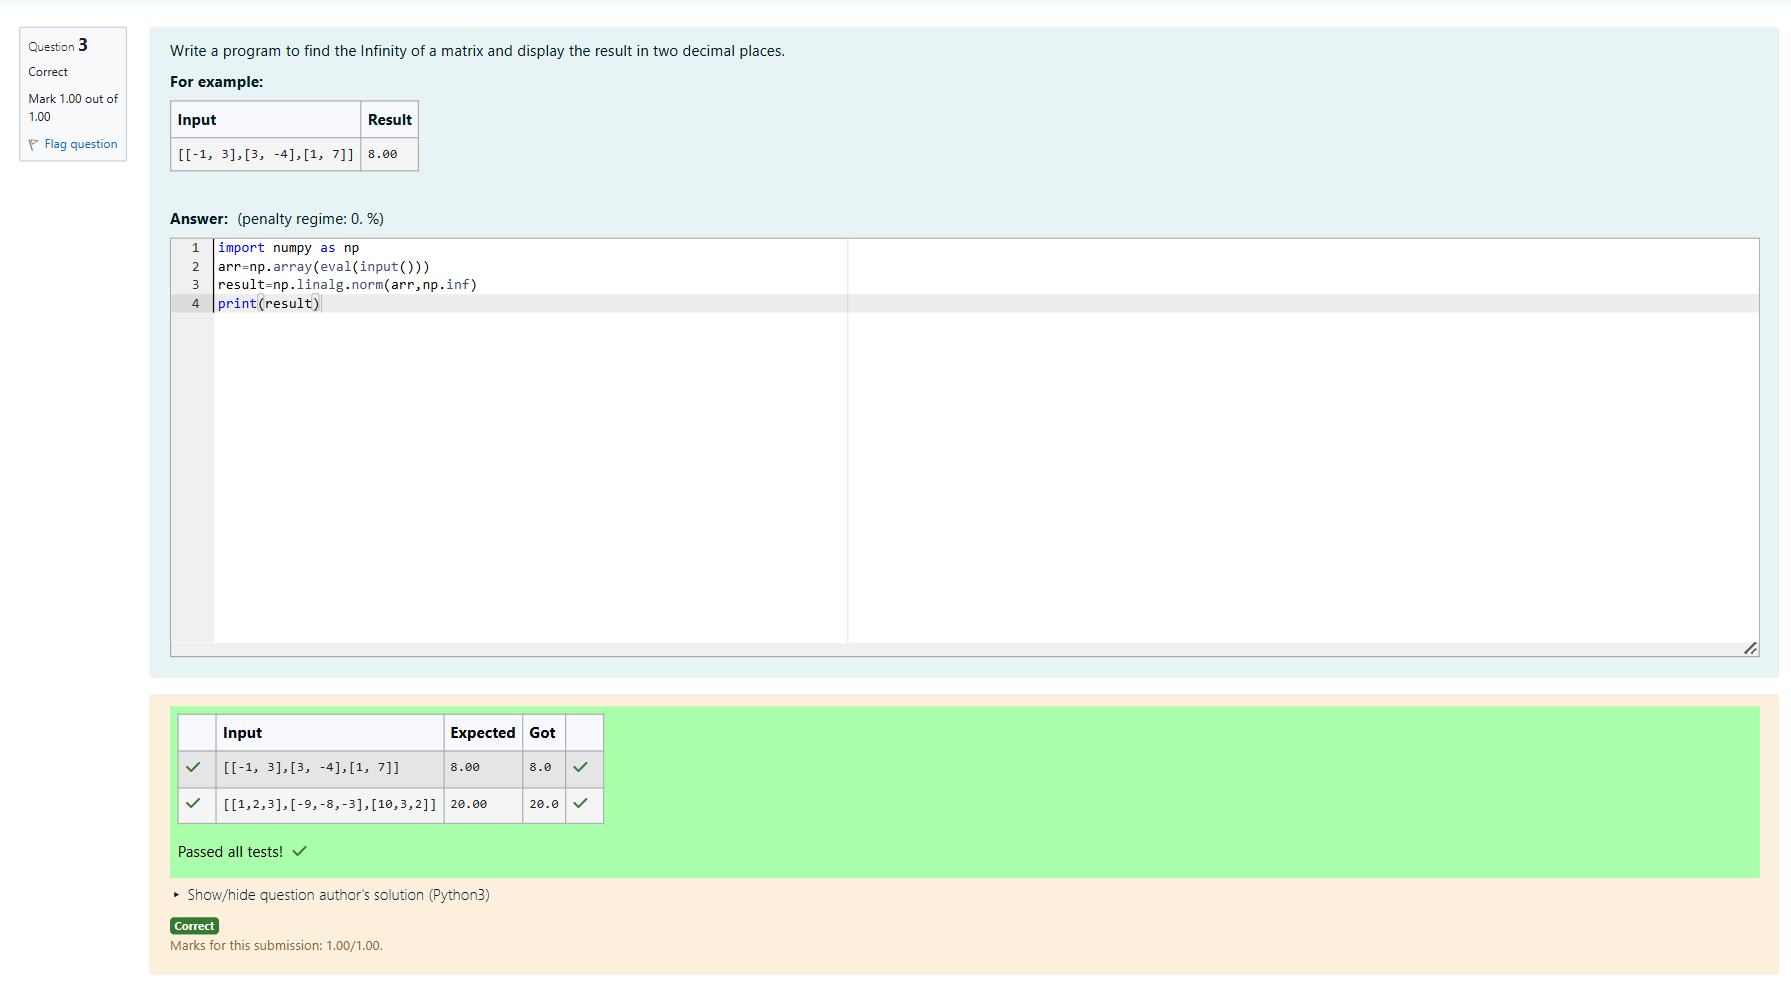 Question 3
Correct
Mark 1.00 out of
1.00
Flag question
Write a program to find the Infinity of a matrix and display the result in two decimal places.
For example:
Input Result
[[-1, 3],[3, -4],[1, 7]] 8.00
Answer: (penalty regime: 0. %)
1 import numpy as np
2 arr=np.array(eval(input()))
3 result=np.linalg.norm(arr,np.inf)
4 print(result)
Input Expected Got
[[-1, 3],[3, -4],[1, 7]] 8.00 8.0
[[1,2,3],[-9,-8,-3],[10,3,2]] 20.00 20.0
Passed all tests!
Show/hide question author's solution (Python3)
Correct
Marks for this submission: 1.00/1.00.